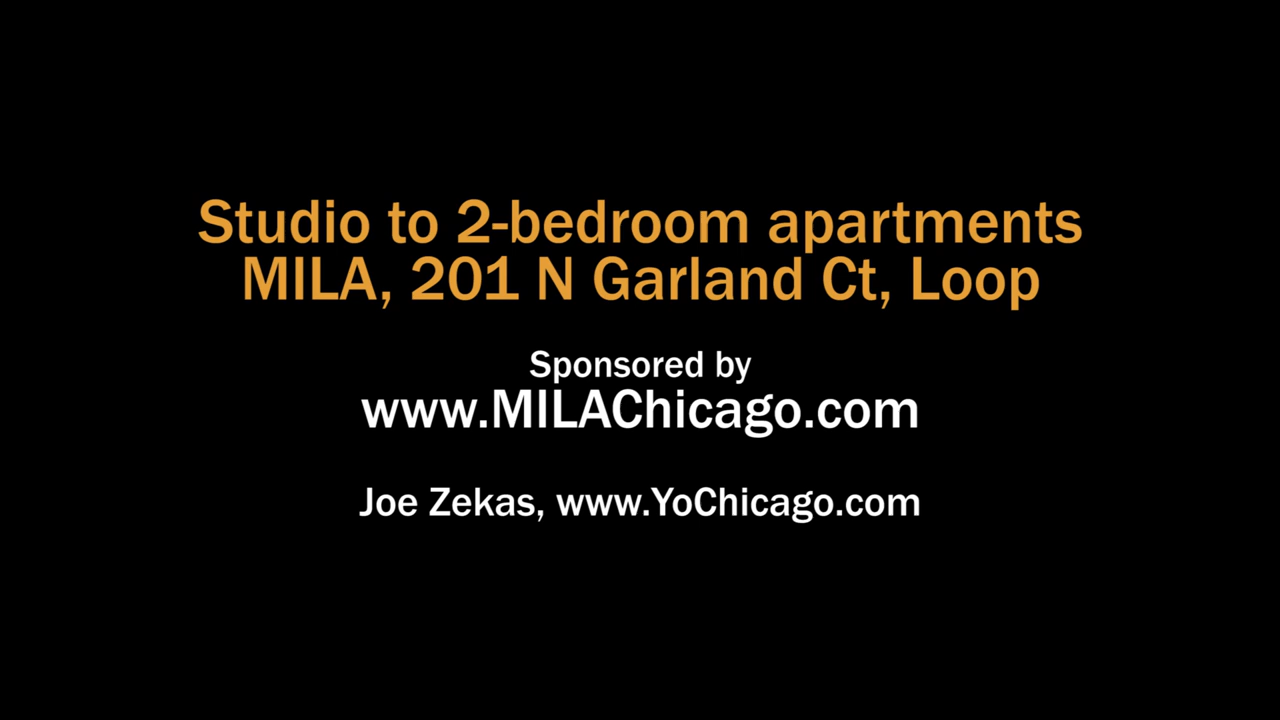 Studio to 2-bedroom apartments
MILA, 201 N Garland Ct, Loop
Sponsored by
www.MILAChicago.com
Joe Zekas, www.YoChicago.com